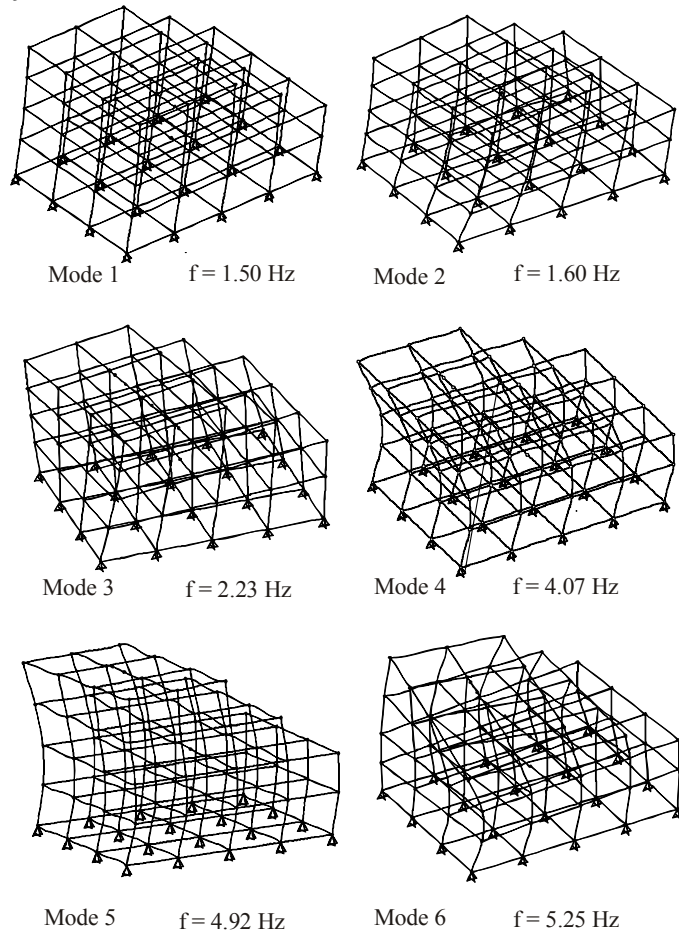 Mode 1 f = 1.50 Hz
Mode 2 f = 1.60 Hz
Mode 3 f = 2.23 Hz
Mode 4 f = 4.07 Hz
Mode 5 f = 4.92 Hz
Mode 6 f = 5.25 Hz